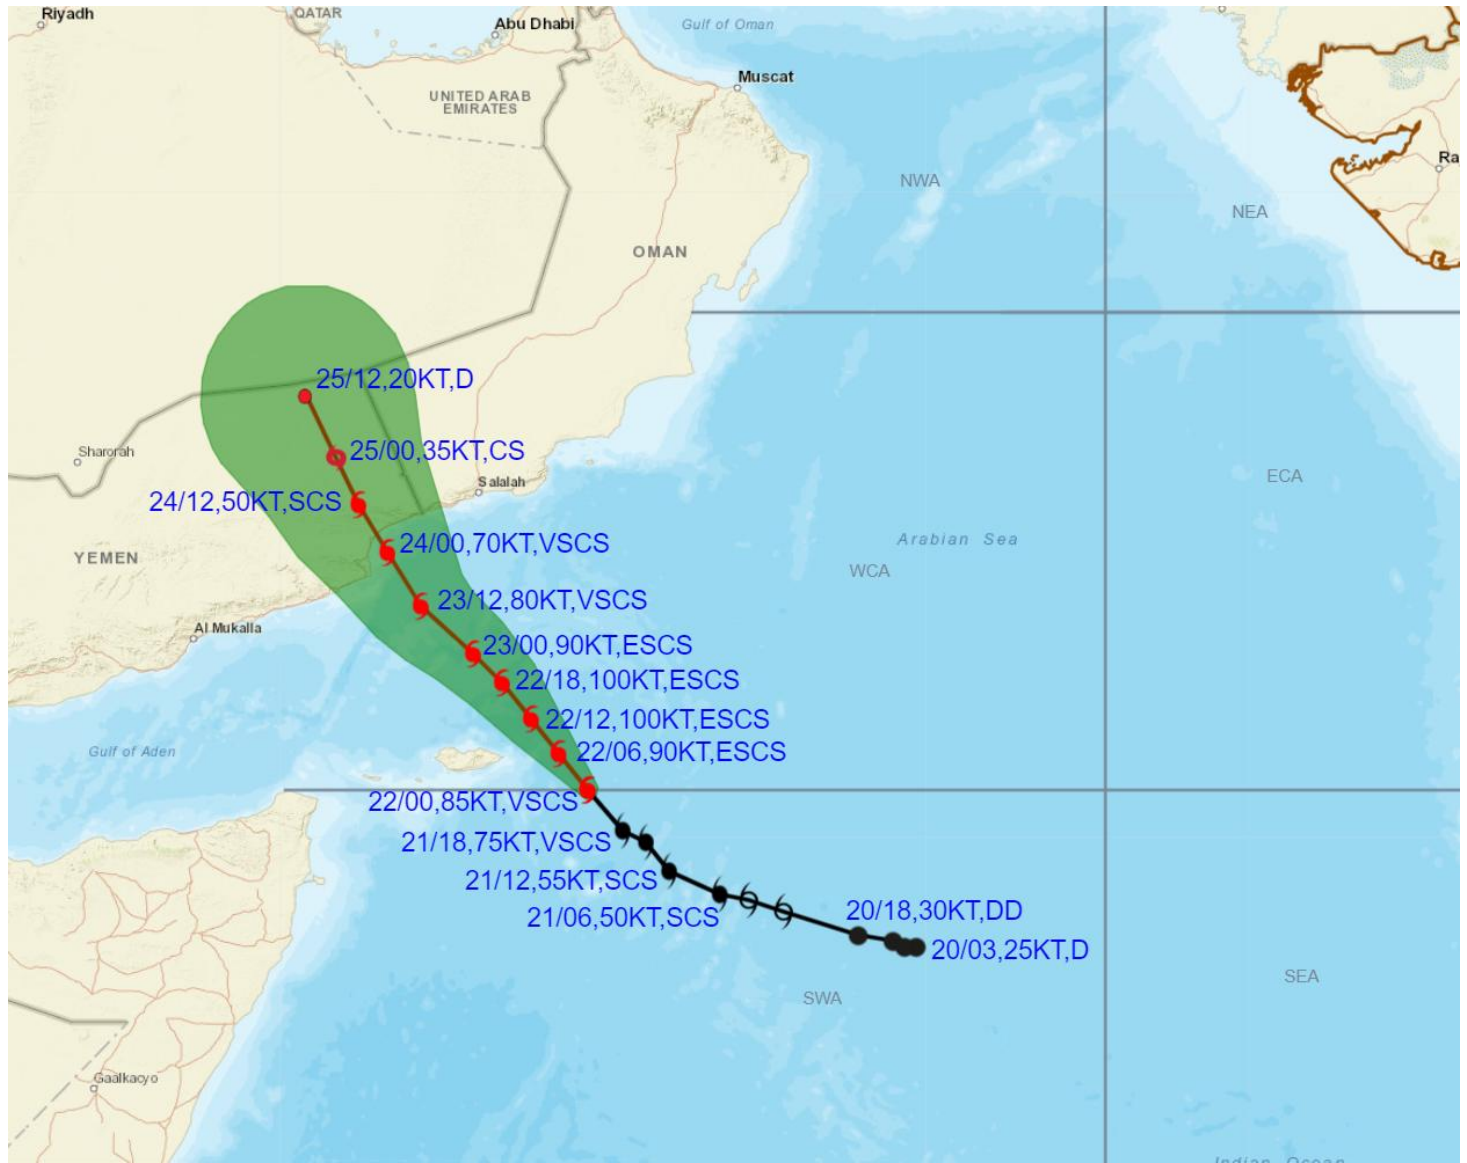 Riyadh
QATAR
Abu Dhabi
Gulf of Oman
Muscat
UNITED ARAB
EMIRATES
Ra
NWA
NEA
OMAN
25/12,20KT,D
Sharorah
25/00,35KT,CS
Salalah
24/12,50KT,SCS
ECA
24/00,70KT,VSCS
Arabian Sea
YEMEN
WCA
23/12,80KT,VSCS
Al Mukalla
23/00,90KT,ESCS
22/18,100KT,ESCS
22/12,100KT,ESCS
Gulf of Aden
22/06,90KT,ESCS
22/00,85KT,VSCS
21/18,75KT,VSCS
21/12,55KT,SCS
21/06,50KT,SCS
20/18,30KT,DD
20/03,25KT,D
SEA
SWA
Gaalkacyo
Indian Ocean